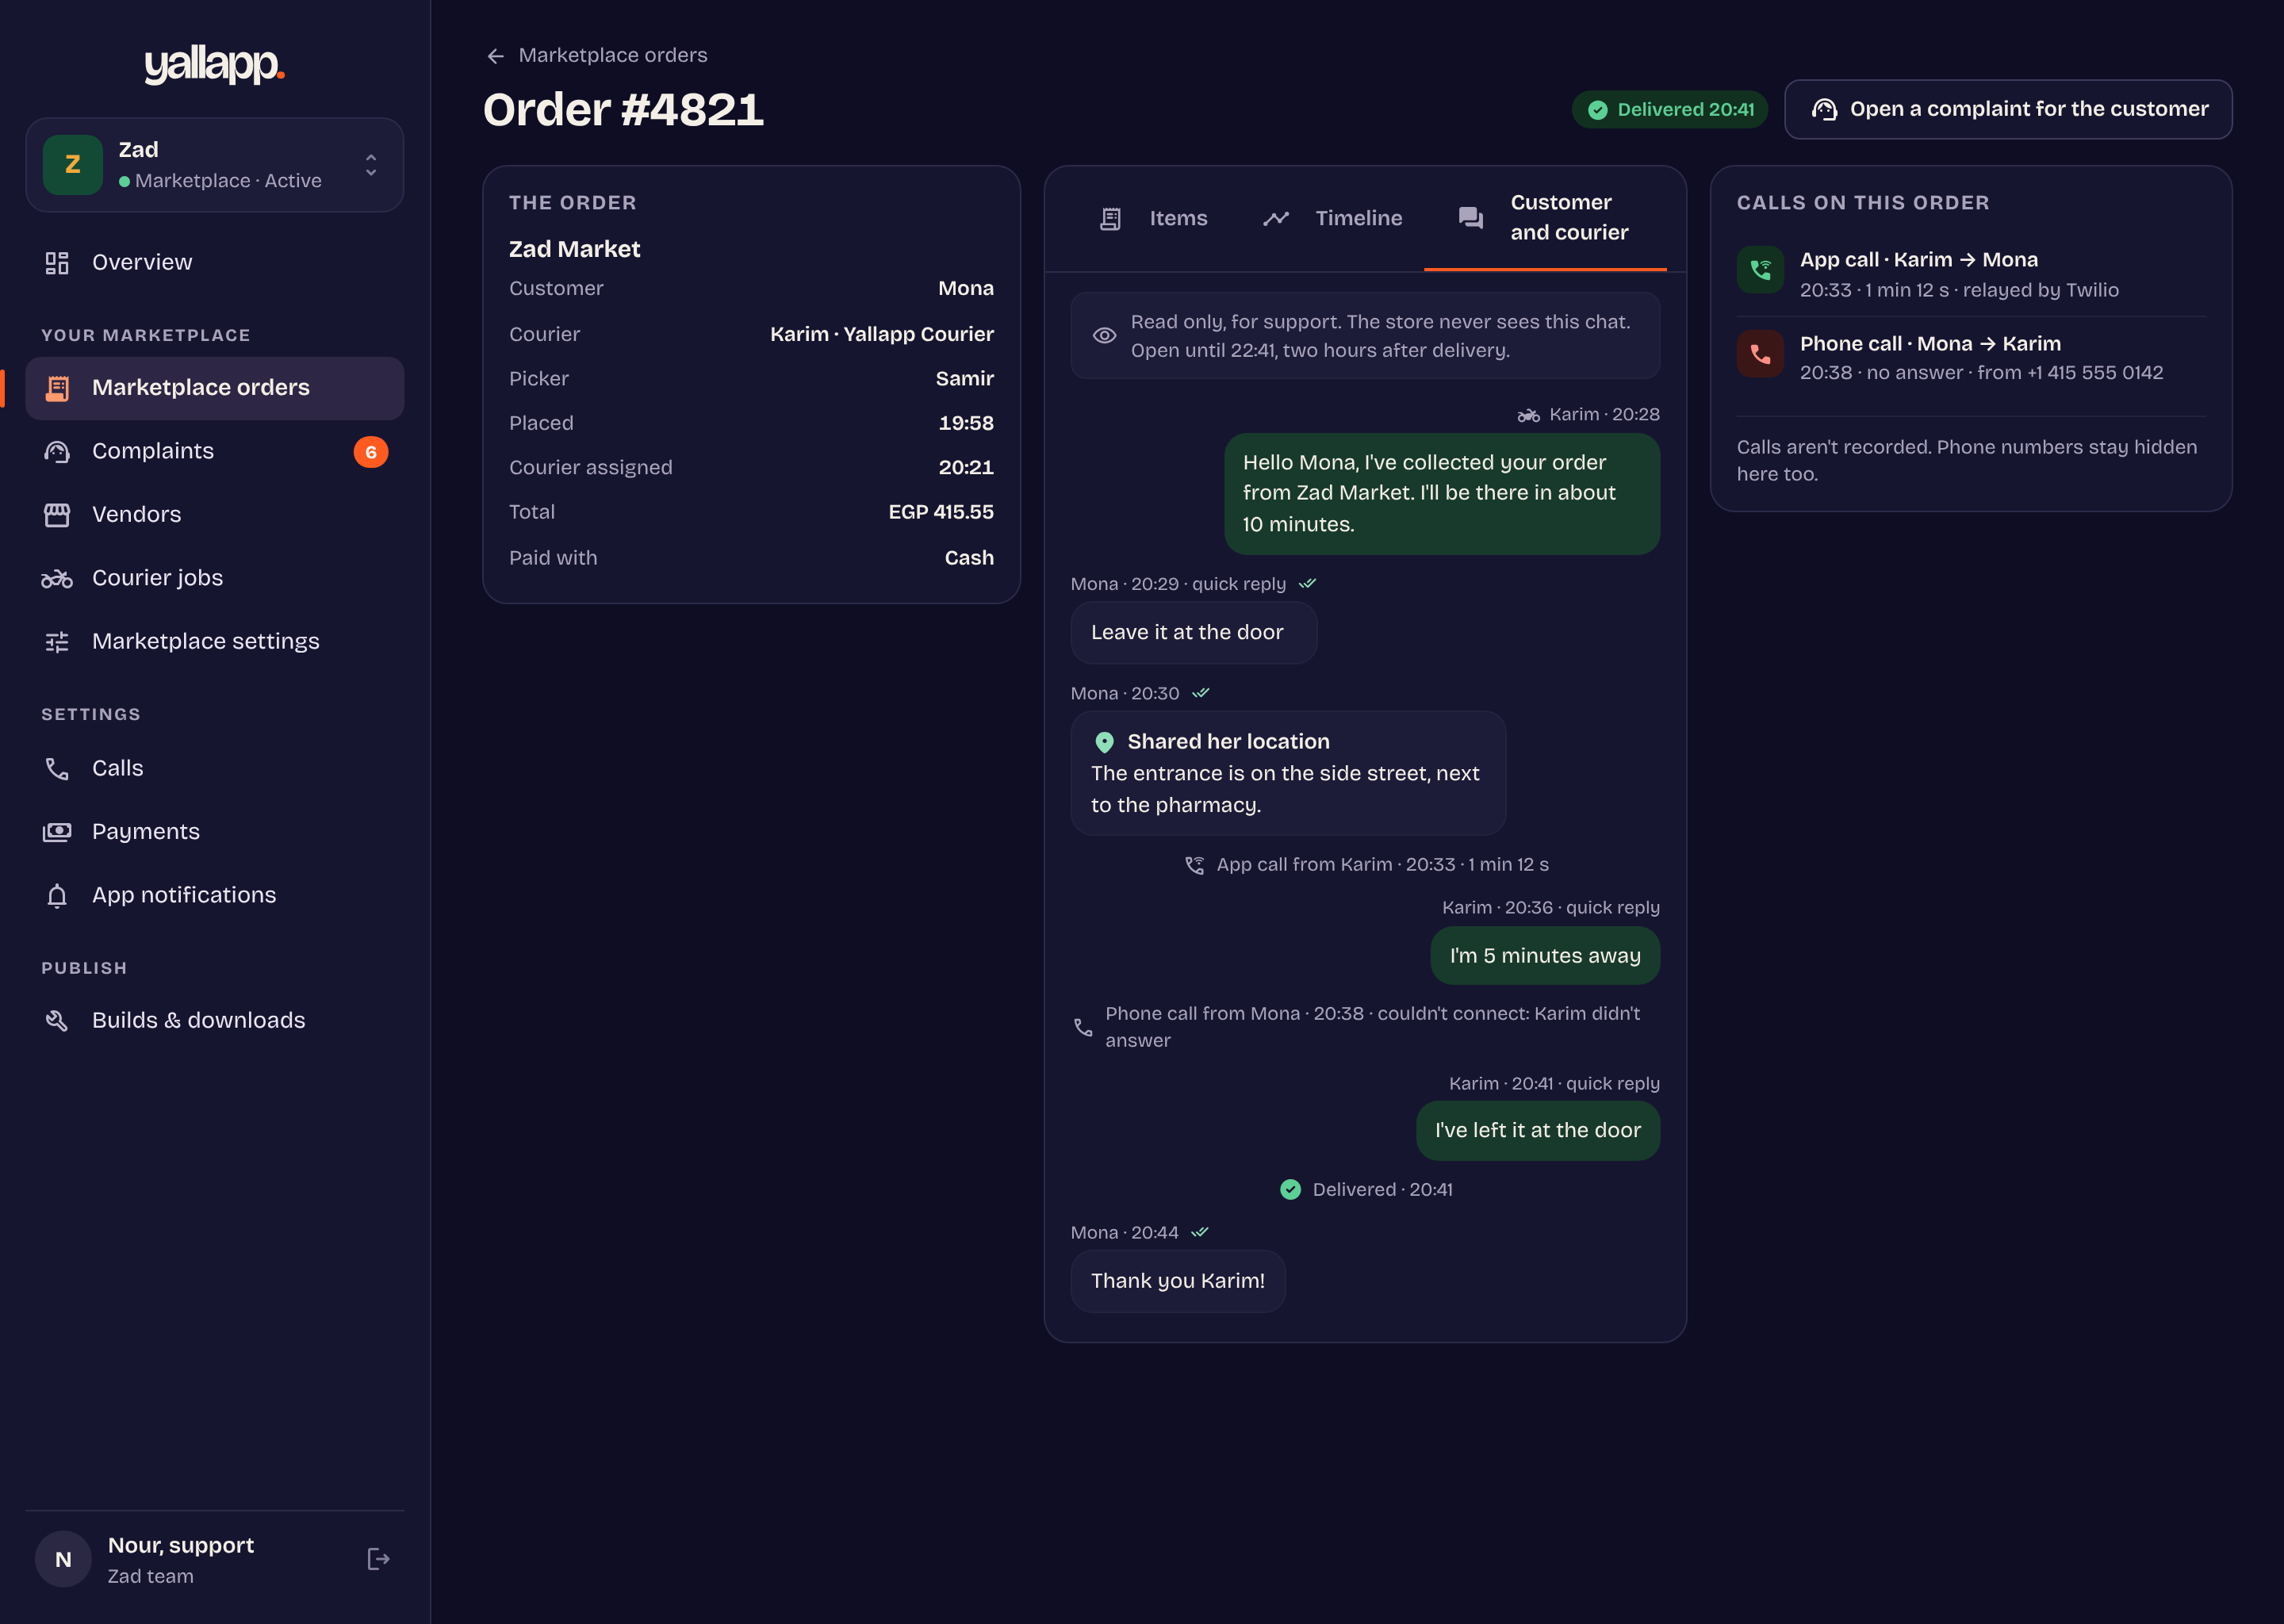 yallapp.
Z
Zad
Marketplace · Active
Overview
YOUR MARKETPLACE
Marketplace orders
Complaints
6
Vendors
Courier jobs
Marketplace settings
SETTINGS
Calls
Payments
App notifications
PUBLISH
Builds & downloads
N
Nour, support
Zad team
← Marketplace orders
Order #4821
Delivered 20:41
Open a complaint for the customer
THE ORDER
Zad Market
Customer Mona
Courier Karim · Yallapp Courier
Picker Samir
Placed 19:58
Courier assigned 20:21
Total EGP 415.55
Paid with Cash
Items
Timeline
Customer
and courier
Read only, for support. The store never sees this chat.
Open until 22:41, two hours after delivery.
Karim · 20:28
Hello Mona, I've collected your order
from Zad Market. I'll be there in about
10 minutes.
Mona · 20:29 · quick reply
Leave it at the door
Mona · 20:30
Shared her location
The entrance is on the side street, next
to the pharmacy.
App call from Karim · 20:33 · 1 min 12 s
Karim · 20:36 · quick reply
I'm 5 minutes away
Phone call from Mona · 20:38 · couldn't connect: Karim didn't
answer
Karim · 20:41 · quick reply
I've left it at the door
Delivered · 20:41
Mona · 20:44
Thank you Karim!
CALLS ON THIS ORDER
App call · Karim → Mona
20:33 · 1 min 12 s · relayed by Twilio
Phone call · Mona → Karim
20:38 · no answer · from +1 415 555 0142
Calls aren't recorded. Phone numbers stay hidden
here too.